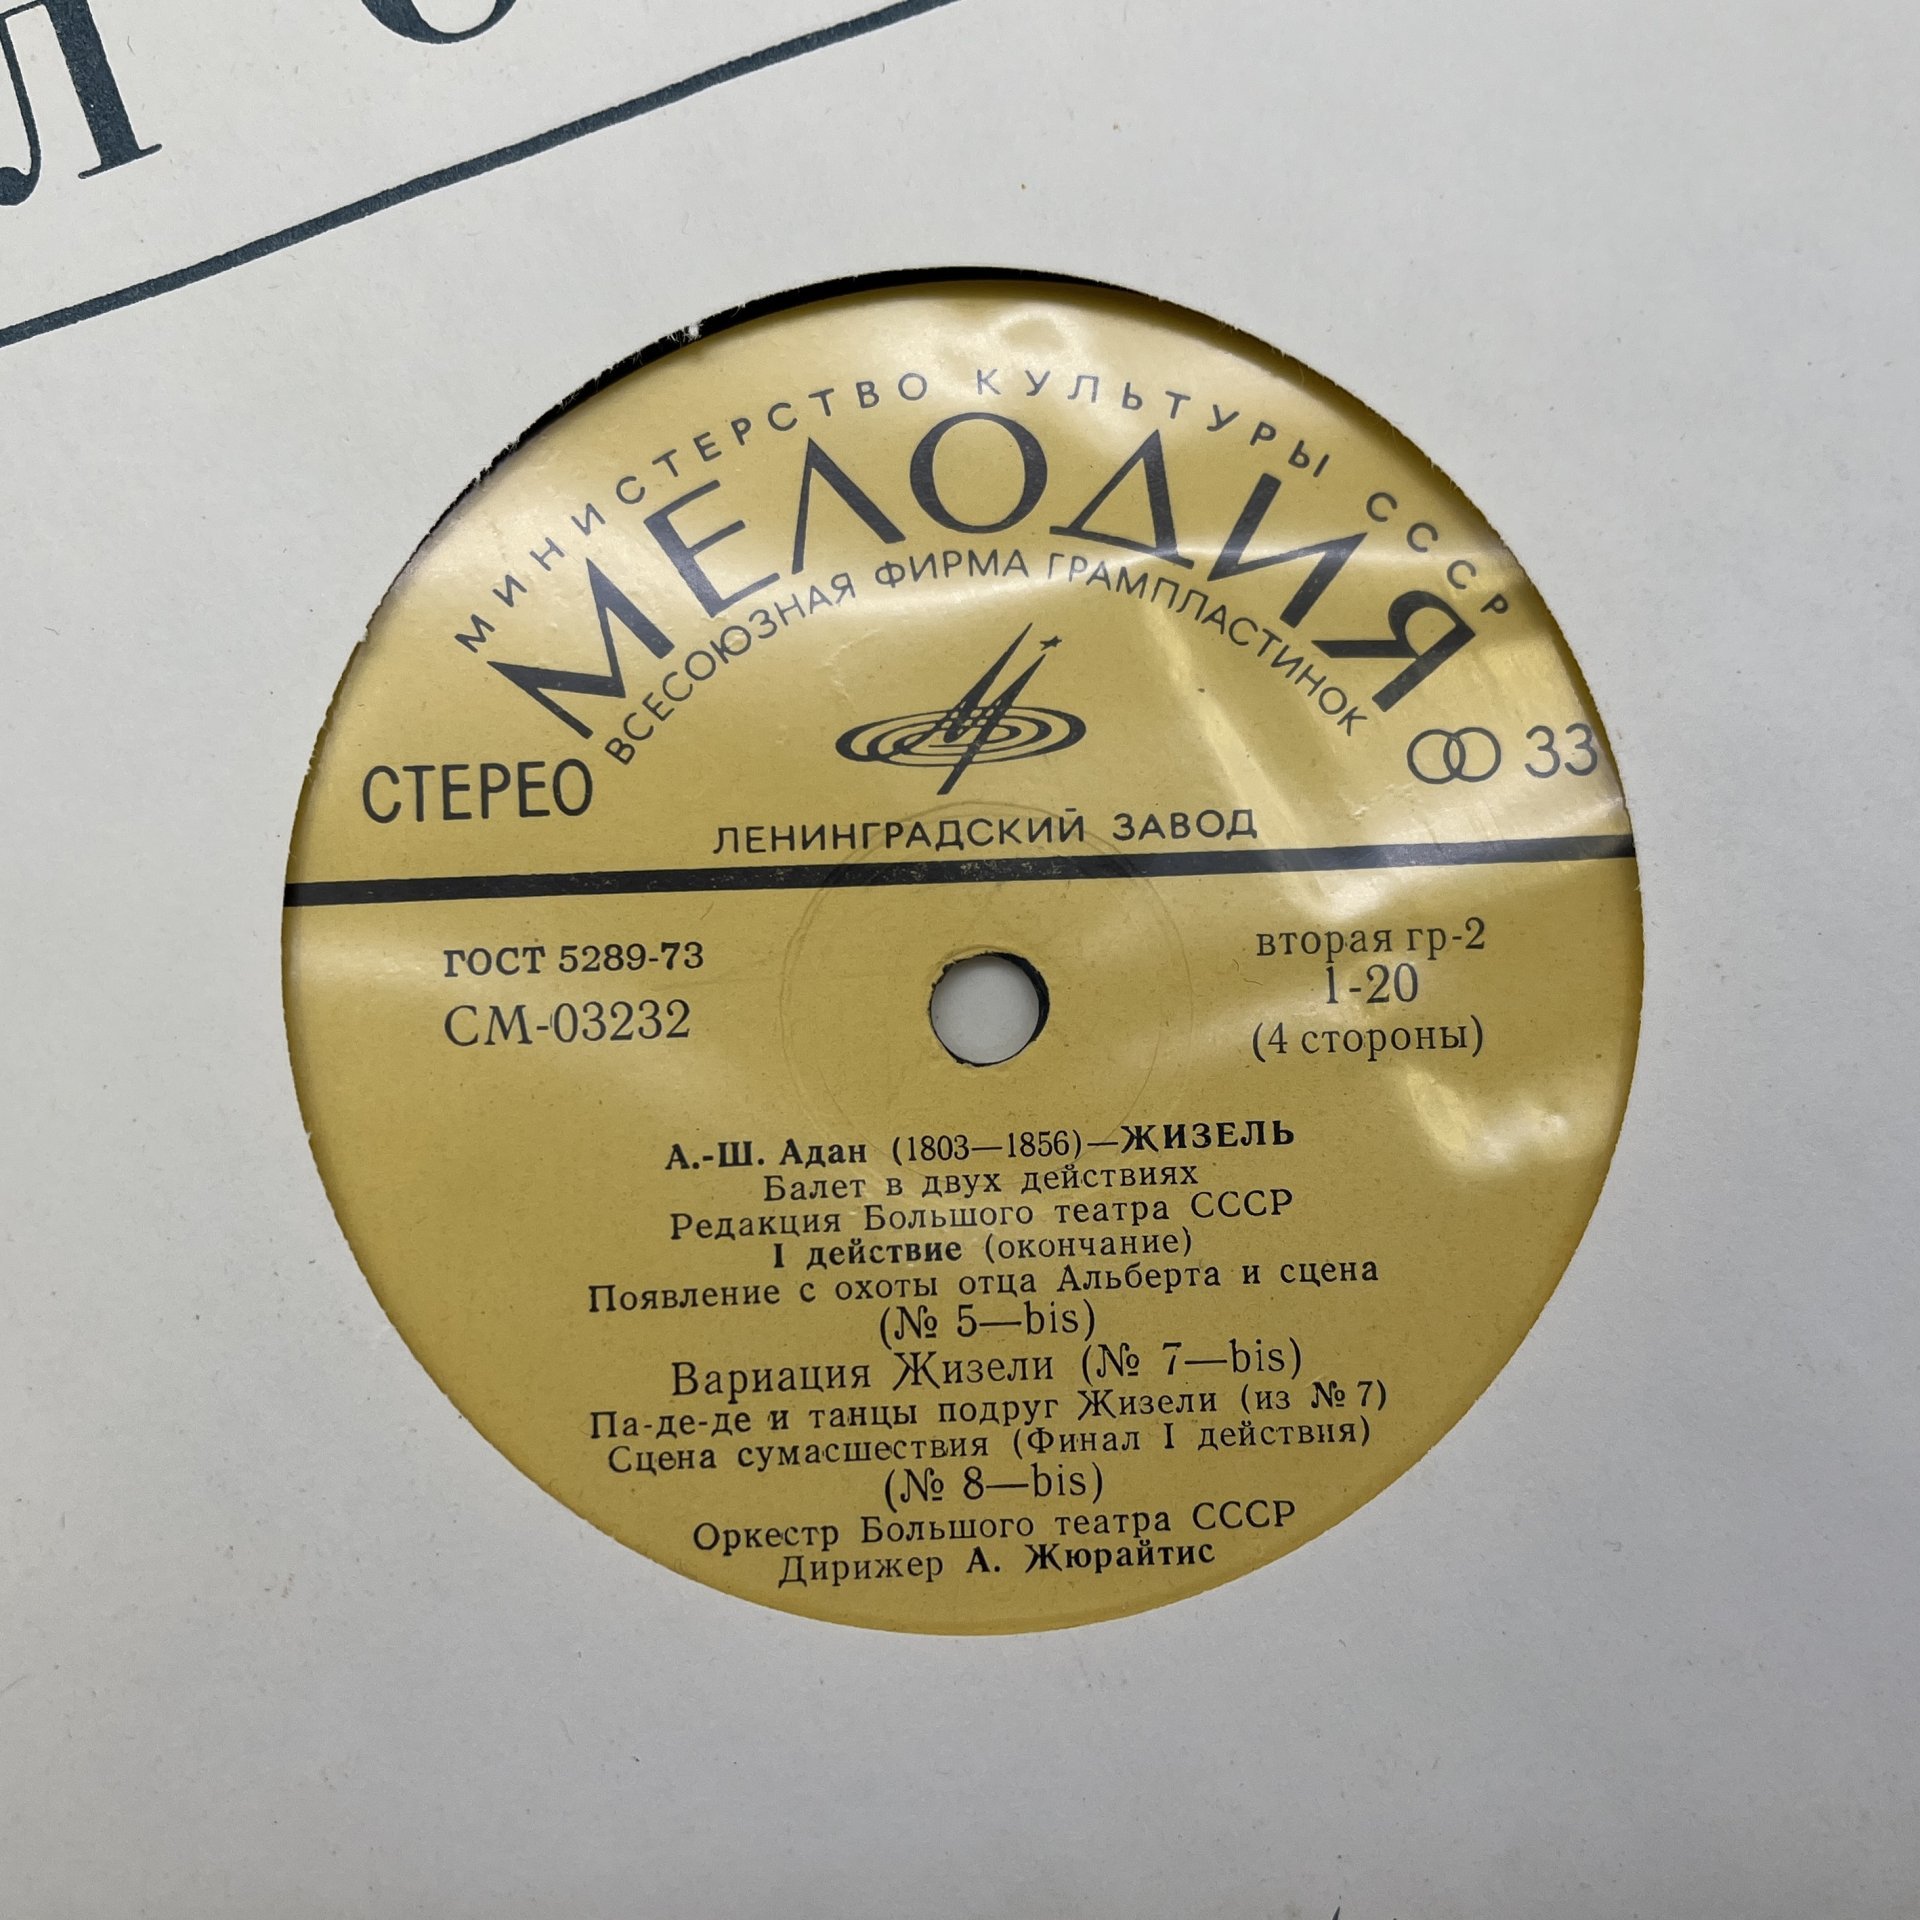 Л
МИНИСТЕРСТВО КУЛЬТУРЫ СССР
МЕЛОДИЯ
ВСЕСОЮЗНАЯ ФИРМА ГРАМПЛАСТИНОК
СТЕРЕО
33
ЛЕНИНГРАДСКИЙ ЗАВОД
ГОСТ 5289-73
СМ-03232
вторая гр-2
1-20
(4 стороны)
А.-Ш. Адан (1803—1856)—ЖИЗЕЛЬ
Балет в двух действиях
Редакция Большого театра СССР
I действие (окончание)
Появление с охоты отца Альберта и сцена
(№ 5—bis)
Вариация Жизели (№ 7—bis)
Па-де-де и танцы подруг Жизели (из № 7)
Сцена сумасшествия (Финал I действия)
(№ 8—bis)
Оркестр Большого театра СССР
Дирижер А. Жюрайтис